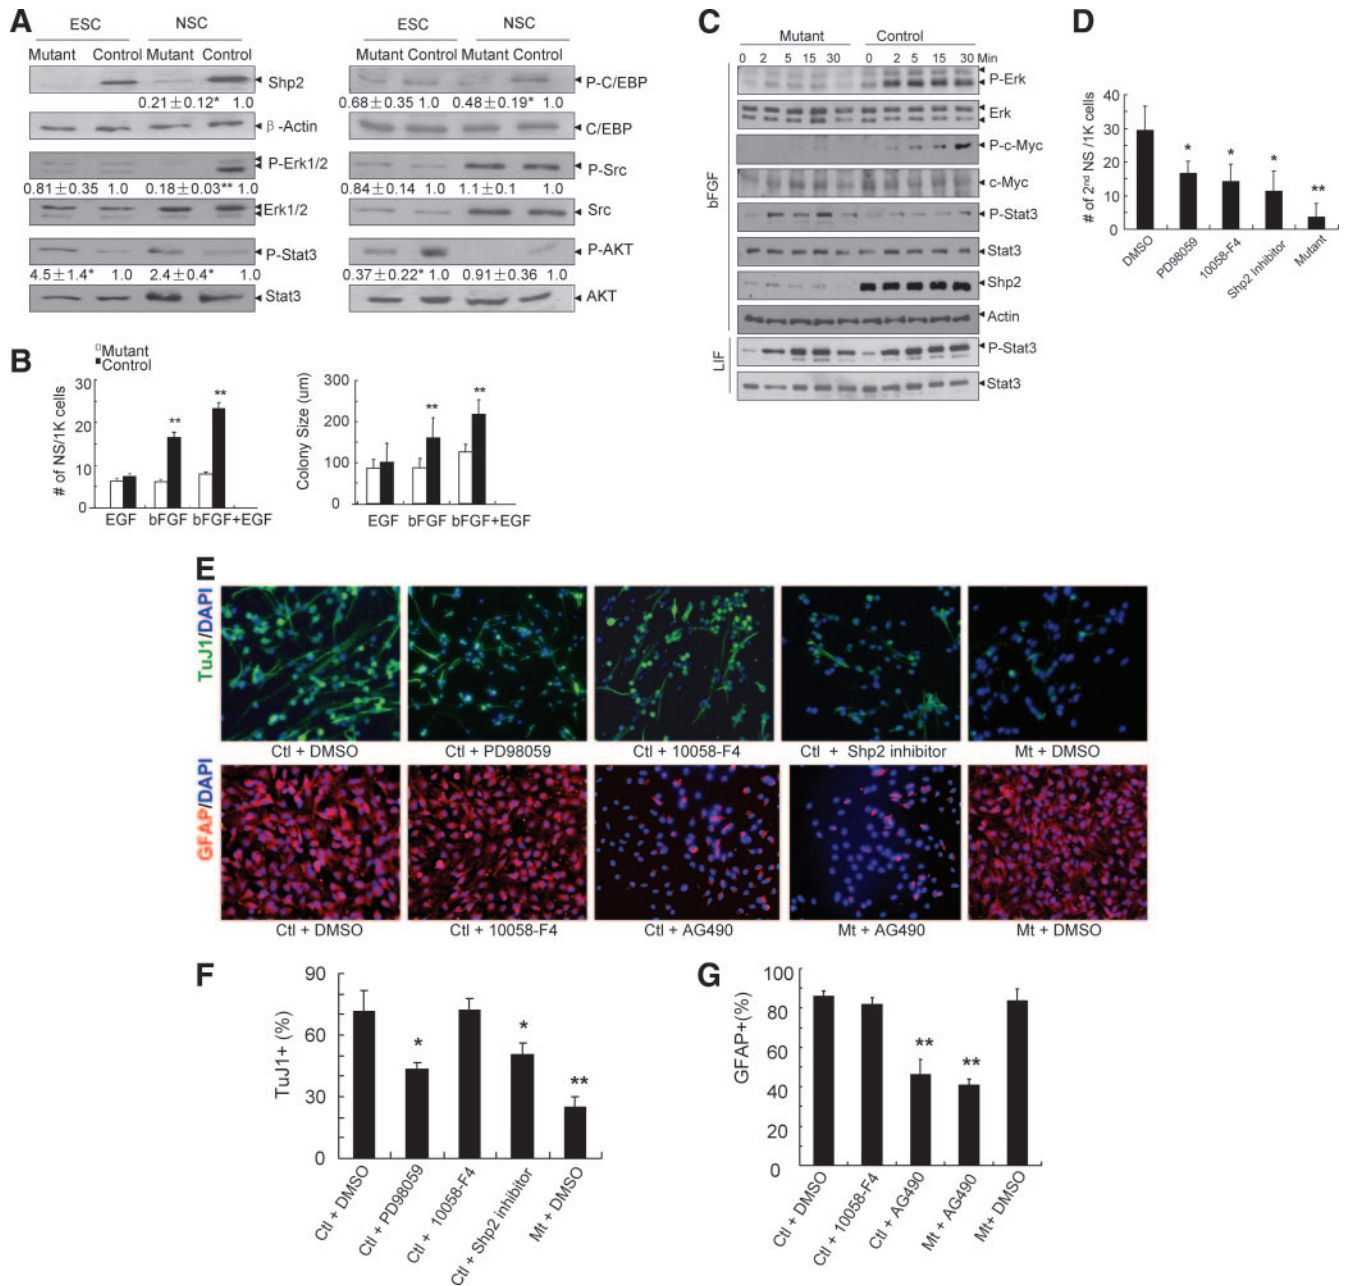 A
ESC NSC
Mutant Control Mutant Control
Shp2
0.21±0.12* 1.0
β-Actin
P-Erk1/2
0.81±0.35 1.0 0.18±0.03** 1.0
Erk1/2
P-Stat3
4.5±1.4* 1.0 2.4±0.4* 1.0
Stat3
ESC NSC
Mutant Control Mutant Control
P-C/EBP
0.68±0.35 1.0 0.48±0.19* 1.0
C/EBP
P-Src
0.84±0.14 1.0 1.1±0.1 1.0
Src
P-AKT
0.37±0.22* 1.0 0.91±0.36 1.0
AKT
B
Mutant
Control
# of NS/1K cells
30
20
10
0
** **
EGF bFGF bFGF+EGF
Colony Size (um)
300
200
100
0
** **
EGF bFGF bFGF+EGF
C
Mutant Control
0 2 5 15 30 0 2 5 15 30 Min
bFGF
P-Erk
Erk
P-c-Myc
c-Myc
P-Stat3
Stat3
Shp2
Actin
LIF
P-Stat3
Stat3
D
# of 2nd NS /1K cells
40
30
20
10
0
* * * **
DMSO
PD98059
10058-F4
Shp2 Inhibitor
Mutant
E
TuJ1/DAPI
Ctl + DMSO Ctl + PD98059 Ctl + 10058-F4 Ctl + Shp2 inhibitor Mt + DMSO
GFAP/DAPI
Ctl + DMSO Ctl + 10058-F4 Ctl + AG490 Mt + AG490 Mt + DMSO
F
TuJ1+ (%)
90
60
30
0
* * **
Ctl + DMSO
Ctl + PD98059
Ctl + 10058-F4
Ctl + Shp2 inhibitor
Mt + DMSO
G
GFAP+(%)
100
80
60
40
20
0
** **
Ctl + DMSO
Ctl + 10058-F4
Ctl + AG490
Mt + AG490
Mt+ DMSO